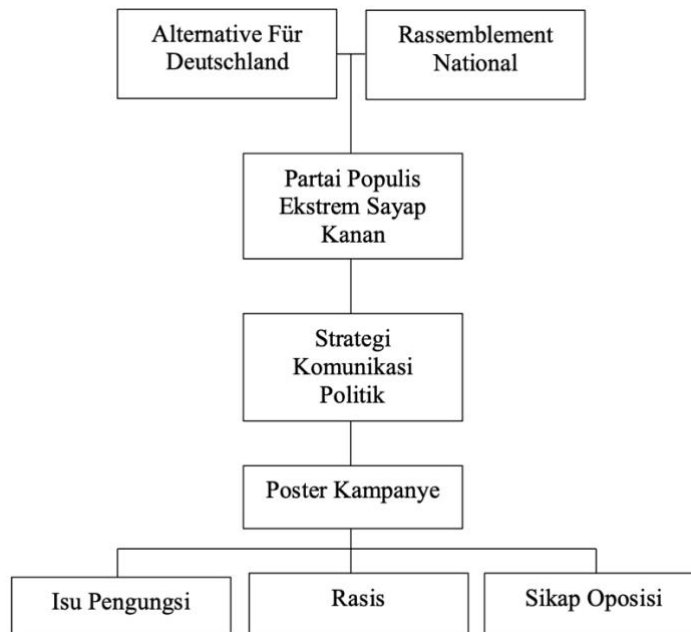 Alternative Für
Deutschland
Rassemblement
National
Partai Populis
Ekstrem Sayap
Kanan
Strategi
Komunikasi
Politik
Poster Kampanye
Isu Pengungsi
Rasis
Sikap Oposisi